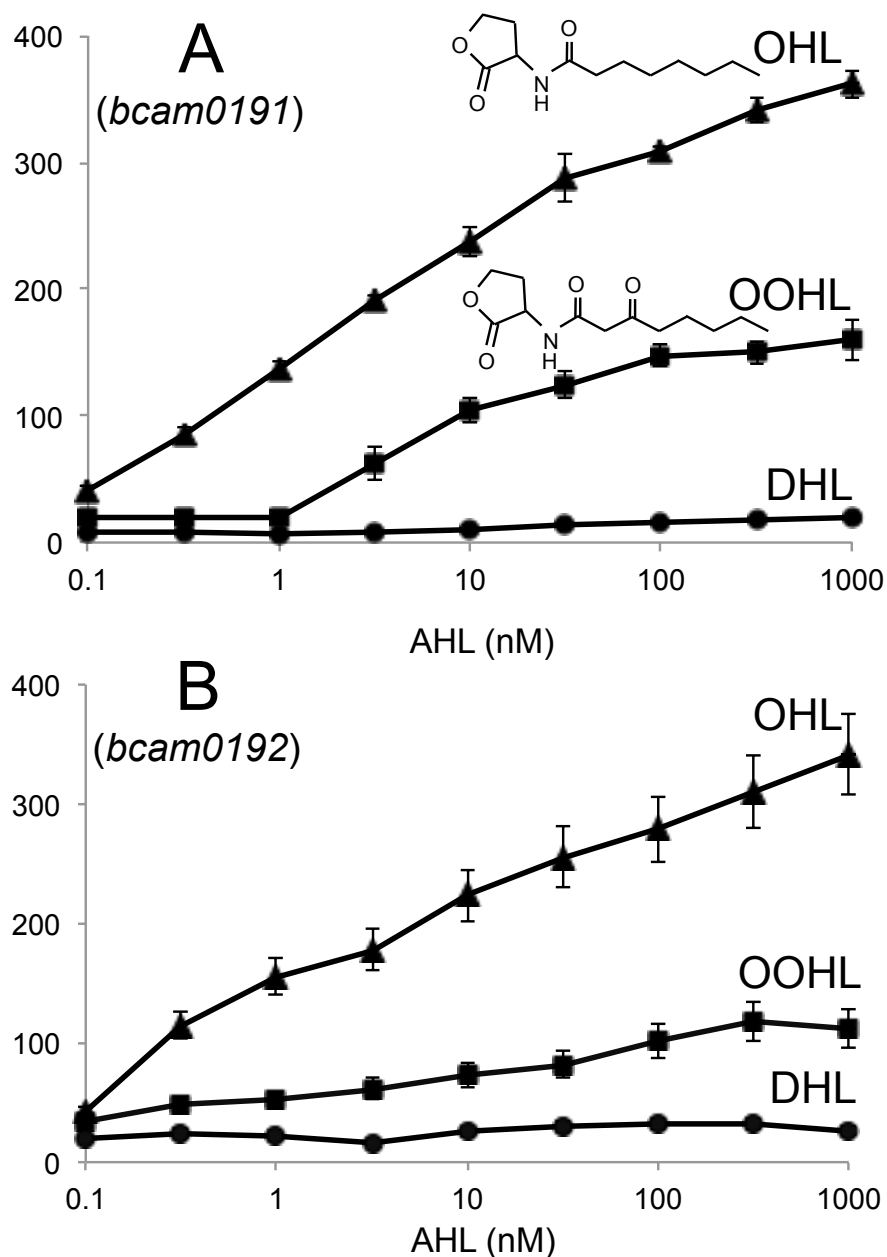 400
A
OHL
(bcam0191)
O
O
N
H
O
300
200
OOHL
O
O
O
N
H
O
100
DHL
0
0.1 1 10 100 1000
AHL (nM)
400
B
OHL
(bcam0192)
300
200
OOHL
100
DHL
0
0.1 1 10 100 1000
AHL (nM)